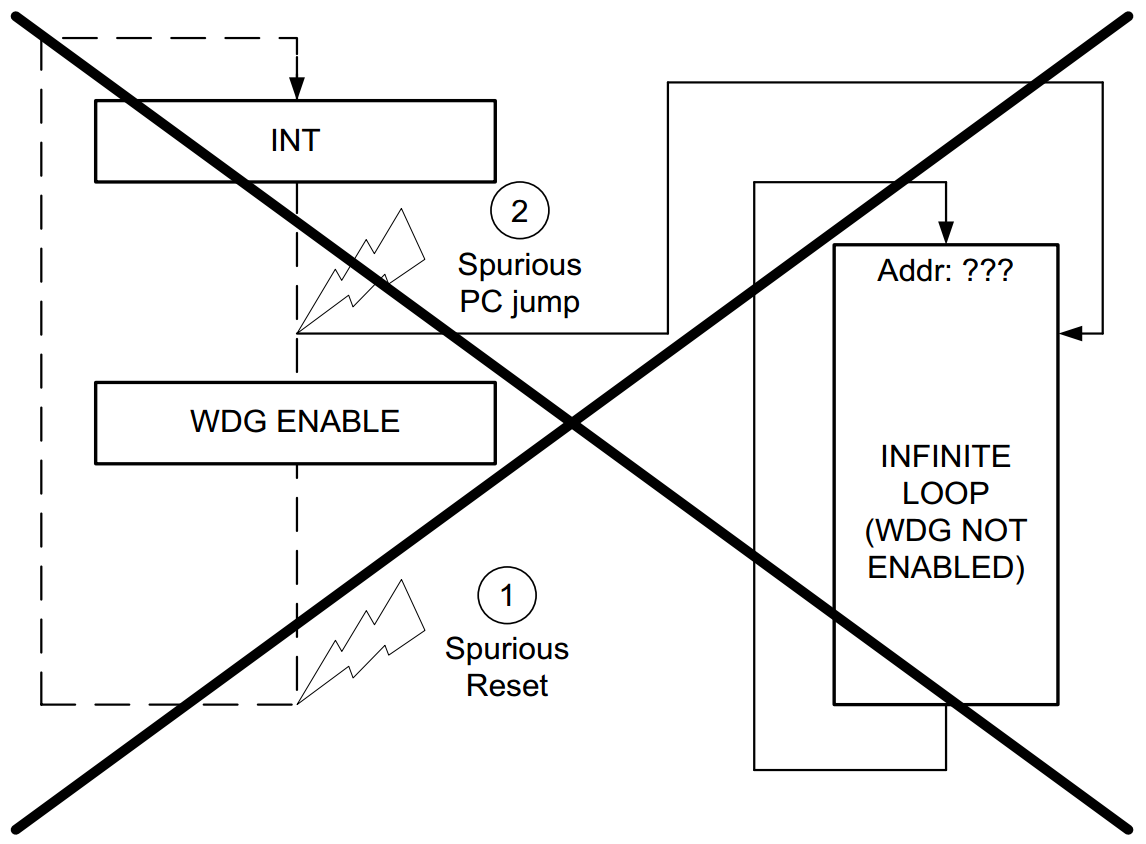 INT
2
Spurious
PC jump
Addr: ???
WDG ENABLE
INFINITE
LOOP
(WDG NOT
ENABLED)
1
Spurious
Reset